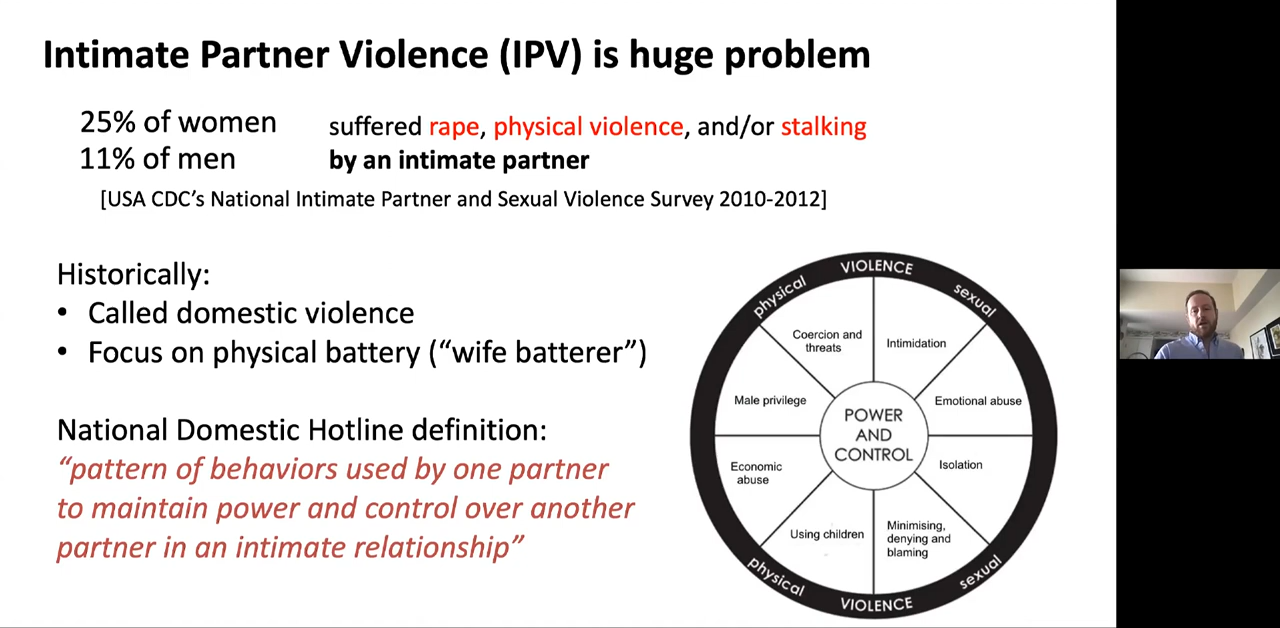 Intimate Partner Violence (IPV) is huge problem
25% of women
11% of men
suffered rape, physical violence, and/or stalking
by an intimate partner
[USA CDC's National Intimate Partner and Sexual Violence Survey 2010-2012]
Historically:
• Called domestic violence
• Focus on physical battery (“wife batterer”)
National Domestic Hotline definition:
“pattern of behaviors used by one partner
to maintain power and control over another
partner in an intimate relationship”
physical
VIOLENCE
sexual
Coercion and
threats
Intimidation
Male privilege
Emotional abuse
POWER
AND
CONTROL
Economic
abuse
Isolation
Using children
Minimising,
denying and
blaming
physical
VIOLENCE
sexual